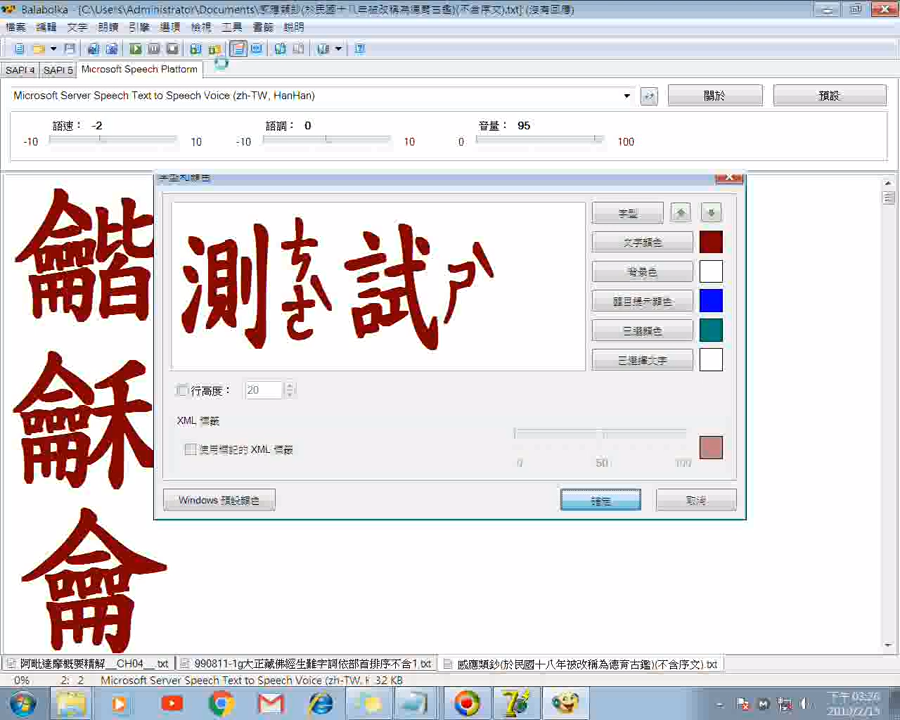 Balabolka - [C:\Users\Administrator\Documents\感應類鈔(於民國十八年被改稱為德育古鑑)(不含序文).txt] (沒有回應)
檔案 編輯 文字 朗讀 引擎 選項 檢視 工具 書籤 說明
SAPI 4 SAPI 5 Microsoft Speech Platform
Microsoft Server Speech Text to Speech Voice (zh-TW, HanHan) 關於 預設
語速： -2 語調： 0 音量： 95
-10 10 -10 10 0 100
字型和顏色
龤
龢
龠
測ㄘㄜ試ㄕ
字型
文字顏色
背景色
已選顏色
已選擇文字
行高度： 20
XML 標籤
使用標記的 XML 標籤
0 50 100
Windows 預設顏色 確定 取消
阿毗達摩概要精解__CH04__.txt 990811-1g大正藏佛經生難字詞依部首排序不含1.txt 感應類鈔(於民國十八年被改稱為德育古鑑)(不含序文).txt
0% 2: 2 Microsoft Server Speech Text to Speech Voice (zh-TW, H 32 KB
下午 03:26